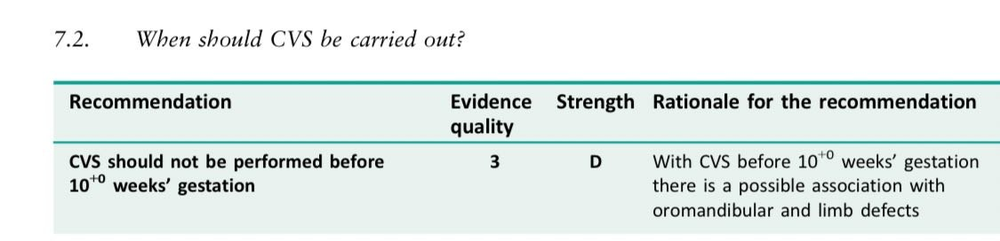 7.2. When should CVS be carried out?
Recommendation Evidence quality Strength Rationale for the recommendation
CVS should not be performed before 3 D With CVS before 10⁺⁰ weeks’ gestation
10⁺⁰ weeks’ gestation there is a possible association with
oromandibular and limb defects